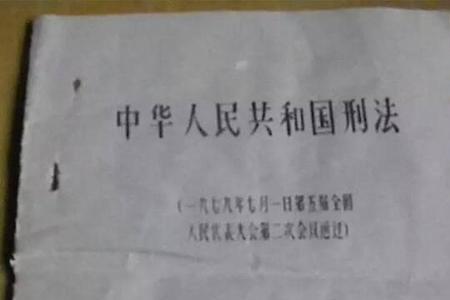 中华人民共和国刑法
(一九七九年七月一日第五届全国
人民代表大会第二次会议通过)